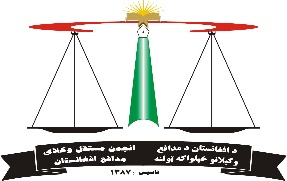 د افغانستان د مدافع
وکیلانو خپلواکه ټولنه
انجمن مستقل وکلای
مدافع افغانستان
تاسیس : ۱۳۸۷